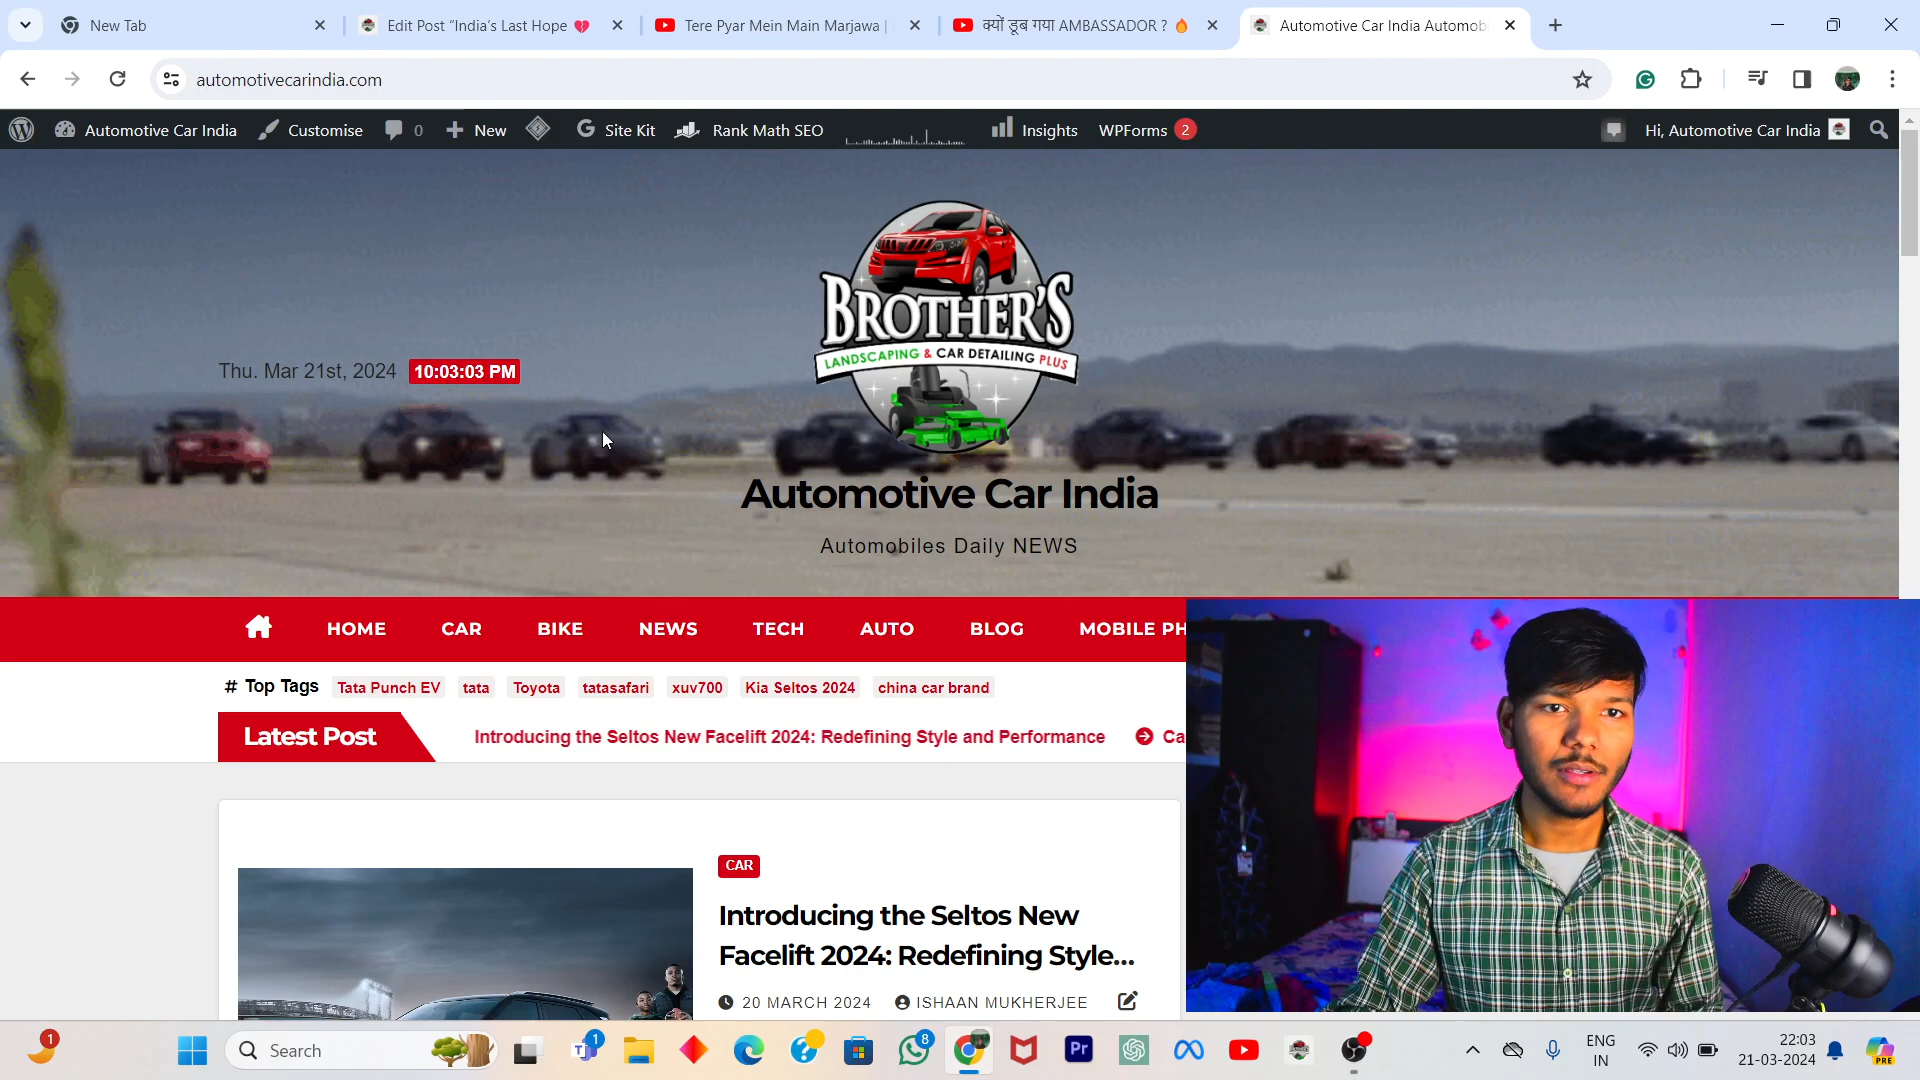 New Tab
Edit Post “India’s Last Hope 💔
Tere Pyar Mein Main Marjawa |
क्यों डूब गया AMBASSADOR ? 🔥
Automotive Car India Automob
automotivecarindia.com
Automotive Car India
Customise
0
New
Site Kit
Rank Math SEO
Insights
WPForms 2
Hi, Automotive Car India
BROTHER'S
LANDSCAPING & CAR DETAILING PLUS
Thu. Mar 21st, 2024 10:03:03 PM
Automotive Car India
Automobiles Daily NEWS
HOME CAR BIKE NEWS TECH AUTO BLOG MOBILE PH
# Top Tags Tata Punch EV tata Toyota tatasafari xuv700 Kia Seltos 2024 china car brand
Latest Post Introducing the Seltos New Facelift 2024: Redefining Style and Performance Ca
CAR
Introducing the Seltos New
Facelift 2024: Redefining Style...
20 MARCH 2024 ISHAAN MUKHERJEE
1
Search
1
8
Pr
PRE
ENG
IN
22:03
21-03-2024